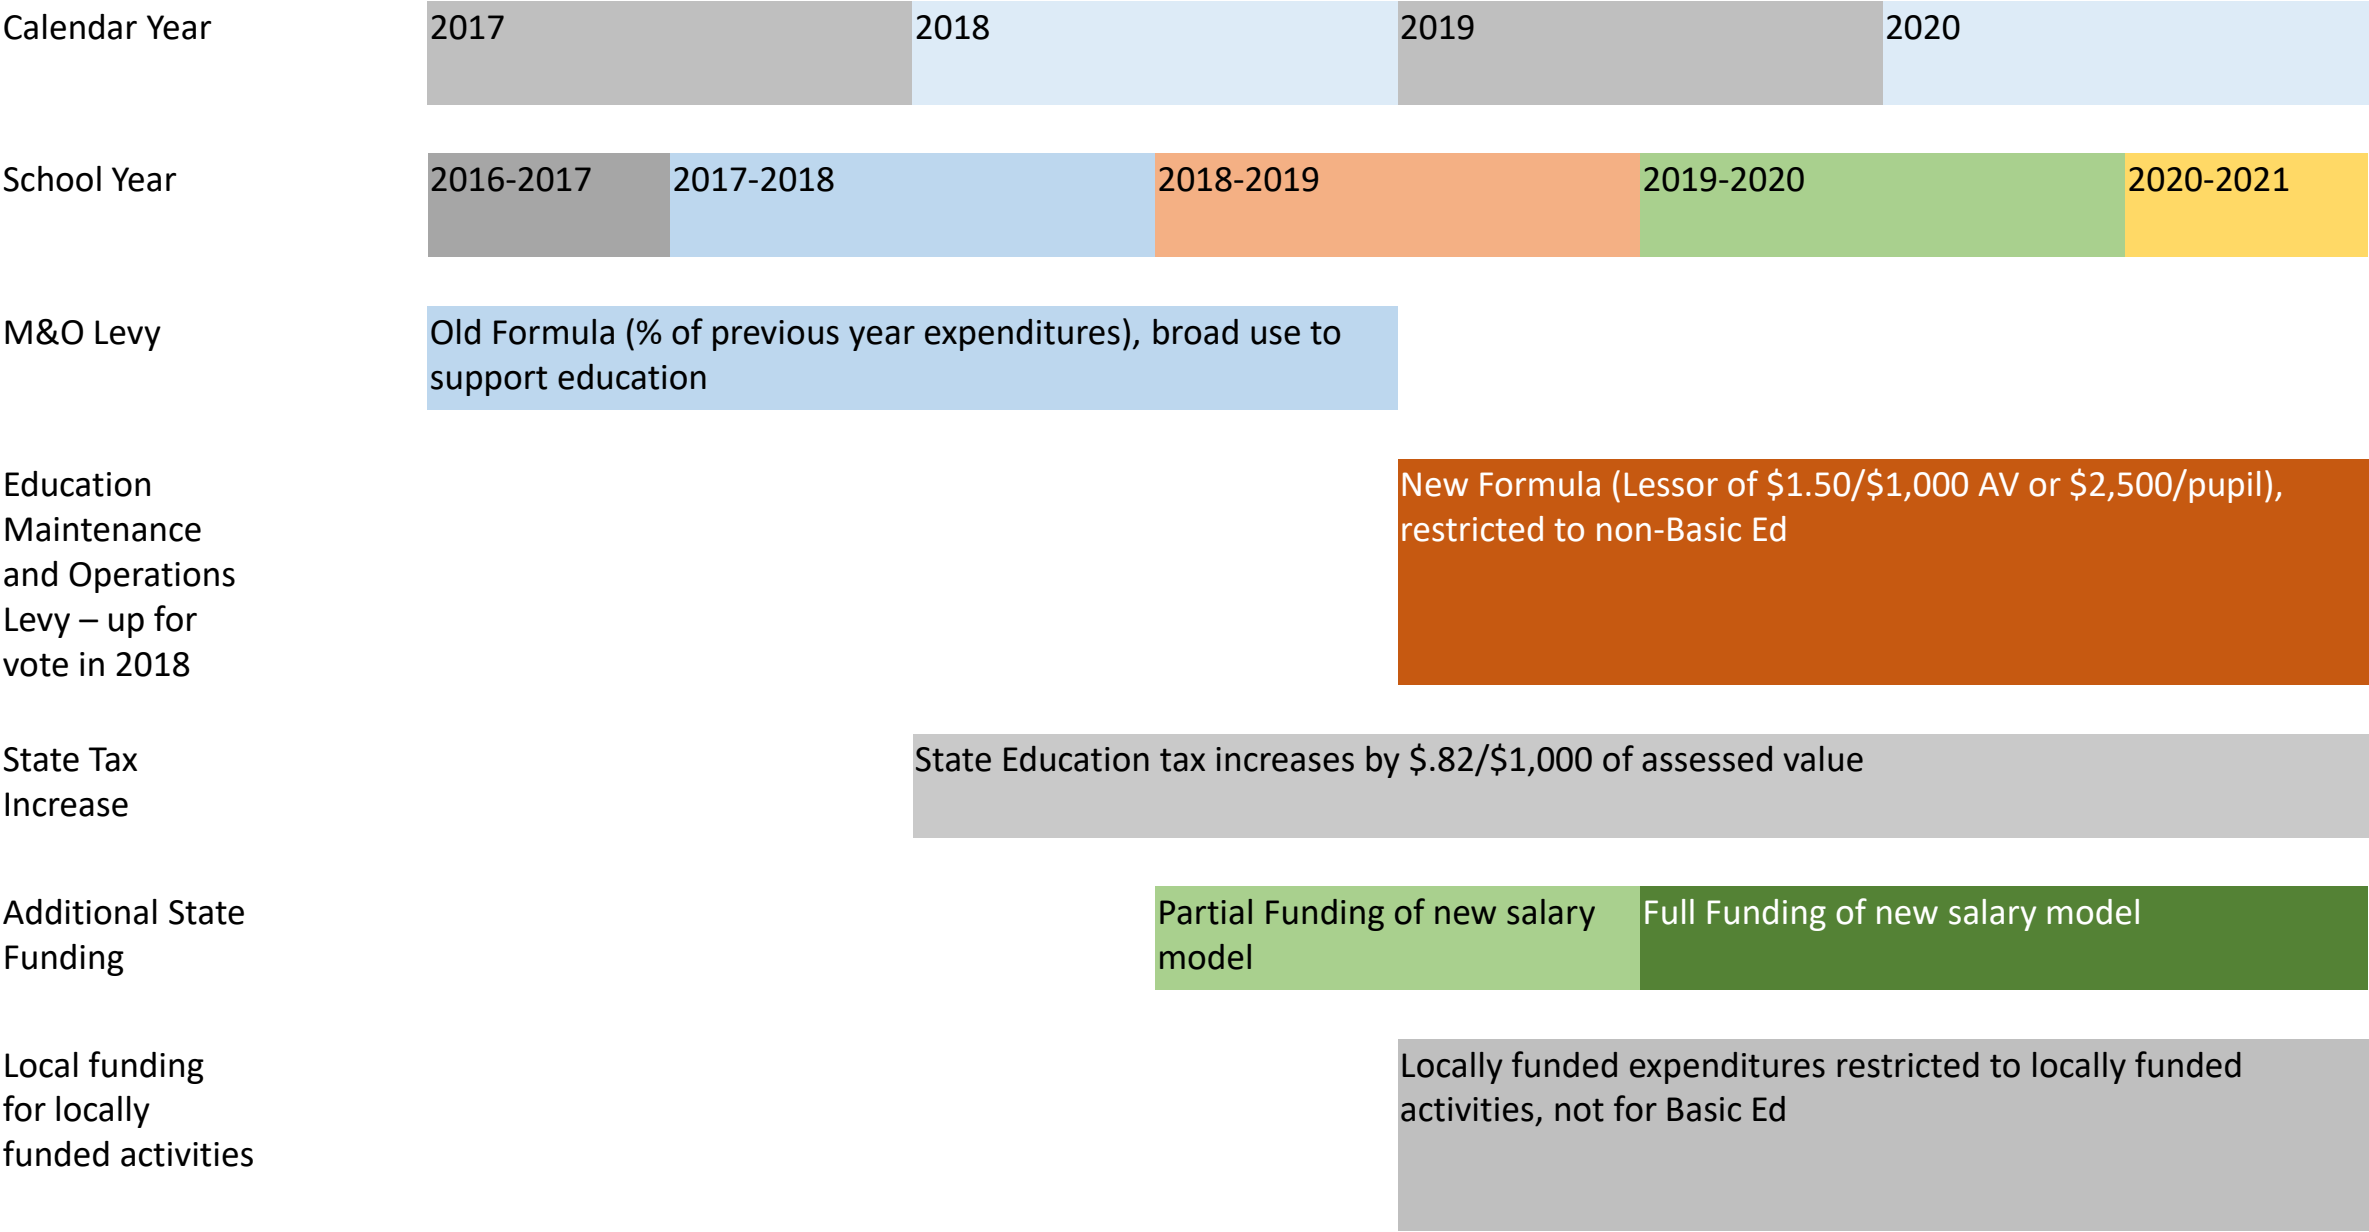 Calendar Year
2017
2018
2019
2020
School Year
2016-2017
2017-2018
2018-2019
2019-2020
2020-2021
M&O Levy
Old Formula (% of previous year expenditures), broad use to
support education
Education
Maintenance
and Operations
Levy – up for
vote in 2018
New Formula (Lessor of $1.50/$1,000 AV or $2,500/pupil),
restricted to non-Basic Ed
State Tax
Increase
State Education tax increases by $.82/$1,000 of assessed value
Additional State
Funding
Partial Funding of new salary
model
Full Funding of new salary model
Local funding
for locally
funded activities
Locally funded expenditures restricted to locally funded
activities, not for Basic Ed